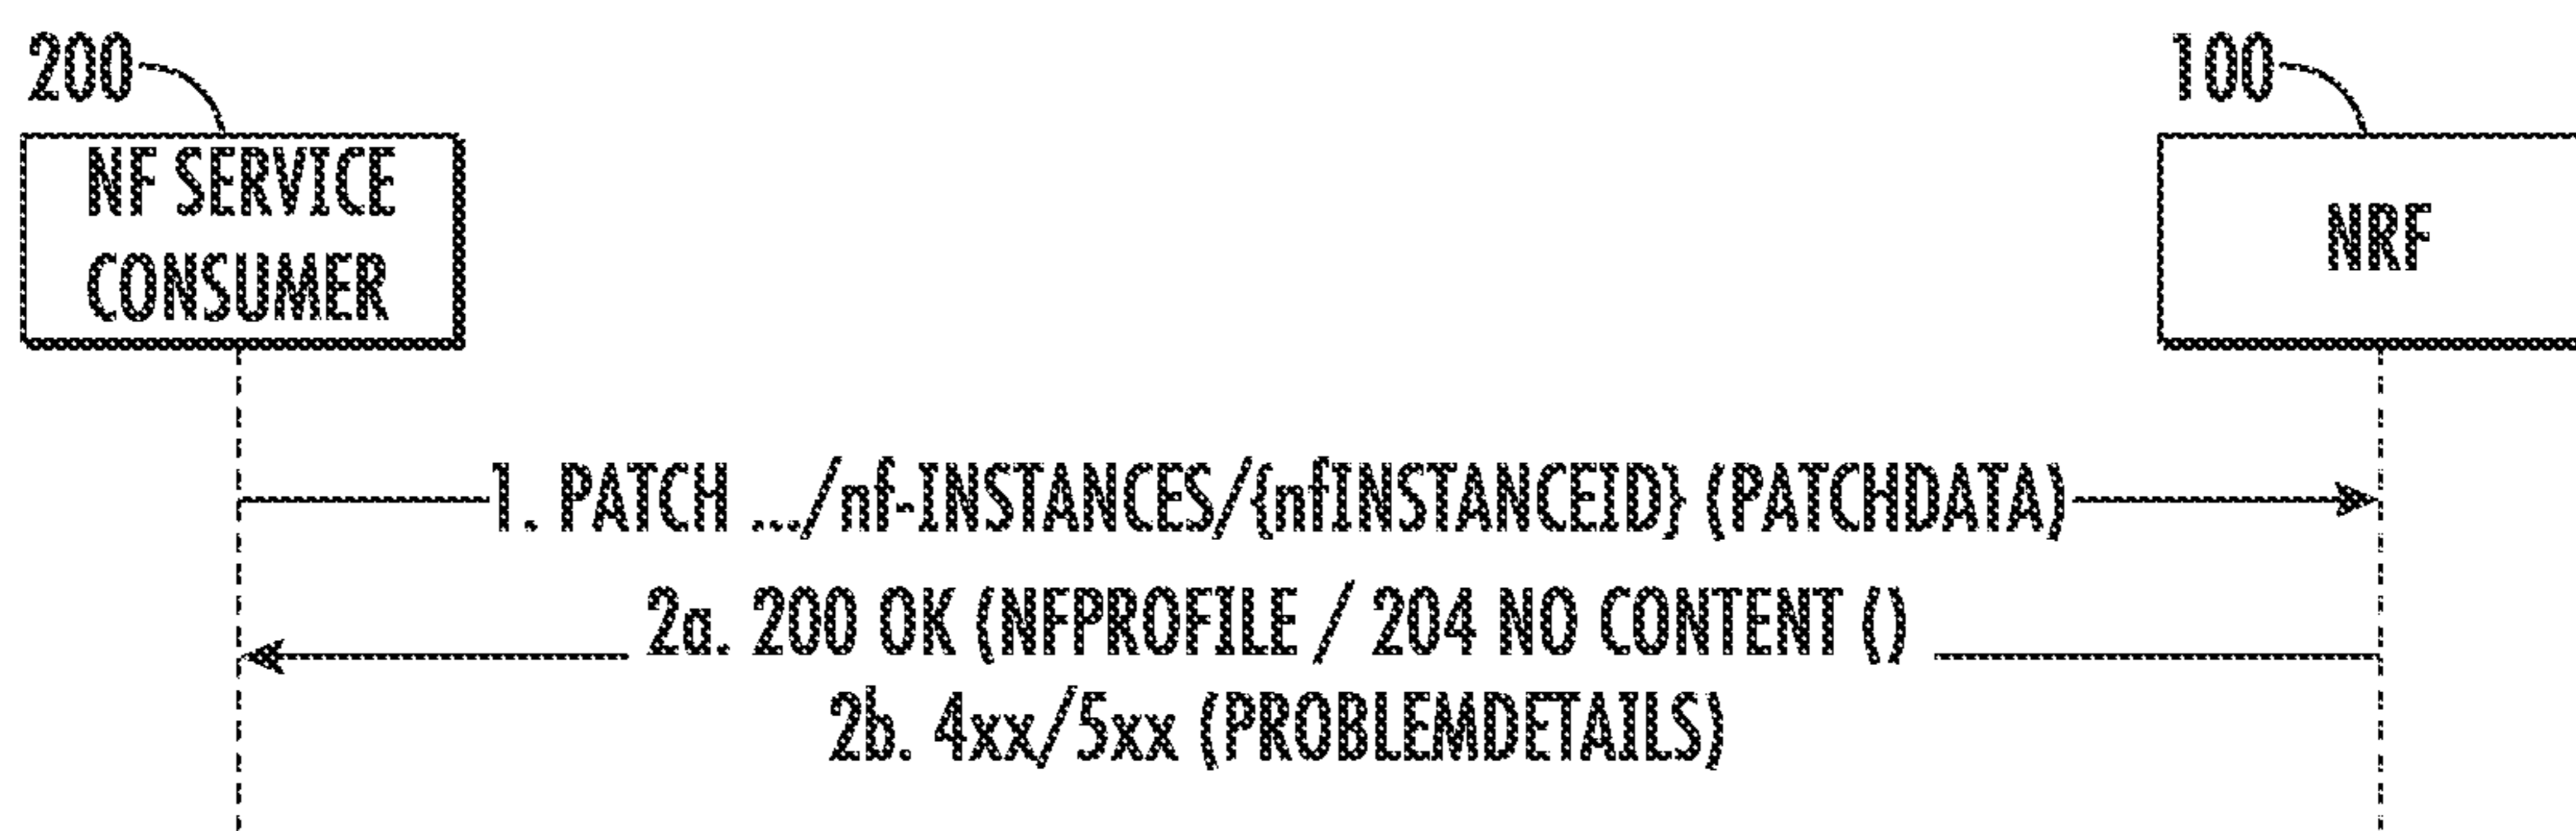 200
100
NF SERVICE
CONSUMER
NRF
1. PATCH .../nf-INSTANCES/{nfINSTANCEID} (PATCHDATA)
2a. 200 OK (NFPROFILE / 204 NO CONTENT ()
2b. 4xx/5xx (PROBLEMDETAILS)